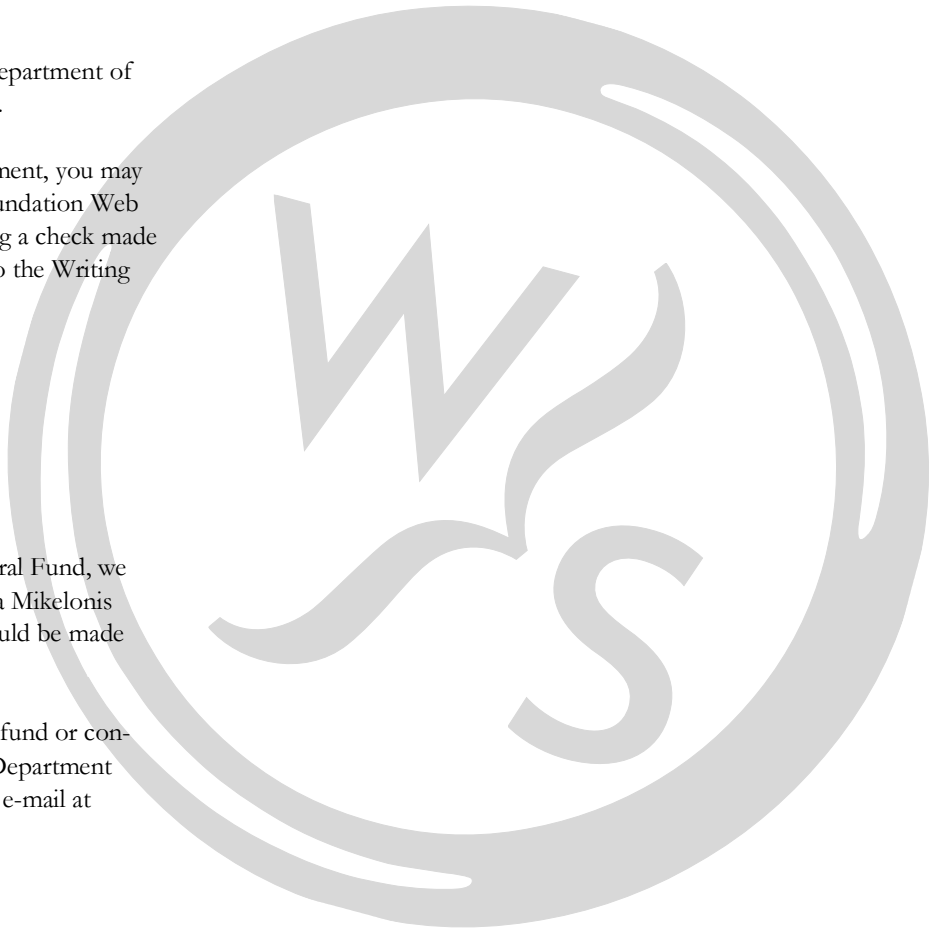 epartment of
.
ment, you may
undation Web
g a check made
o the Writing
W
S
ral Fund, we
a Mikelonis
uld be made
fund or con-
Department
e-mail at